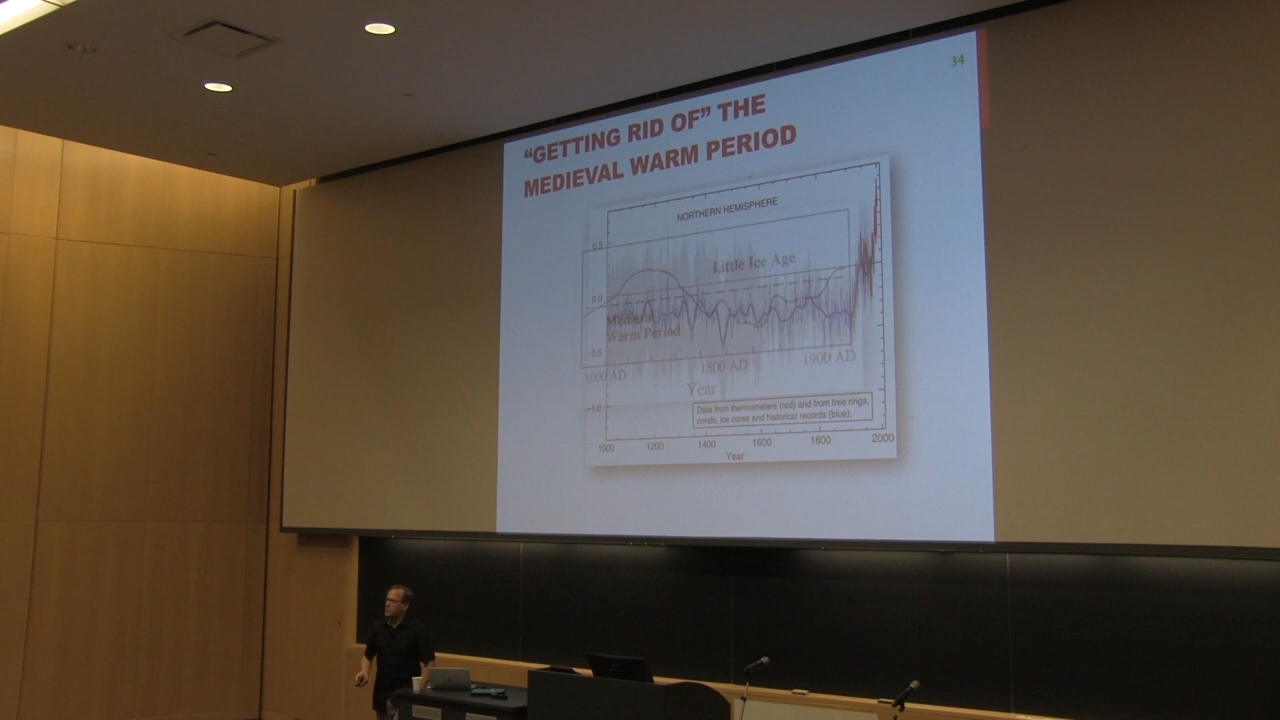 34
“GETTING RID OF” THE
MEDIEVAL WARM PERIOD
NORTHERN HEMISPHERE
0.5
Little Ice Age
0.0
Medieval
Warm Period
-0.5
1000 AD
1500 AD
1900 AD
Year
-1.0
Data from thermometers (red) and from tree rings,
corals, ice cores and historical records (blue).
1000
1200
1400
1600
1800
2000
Year